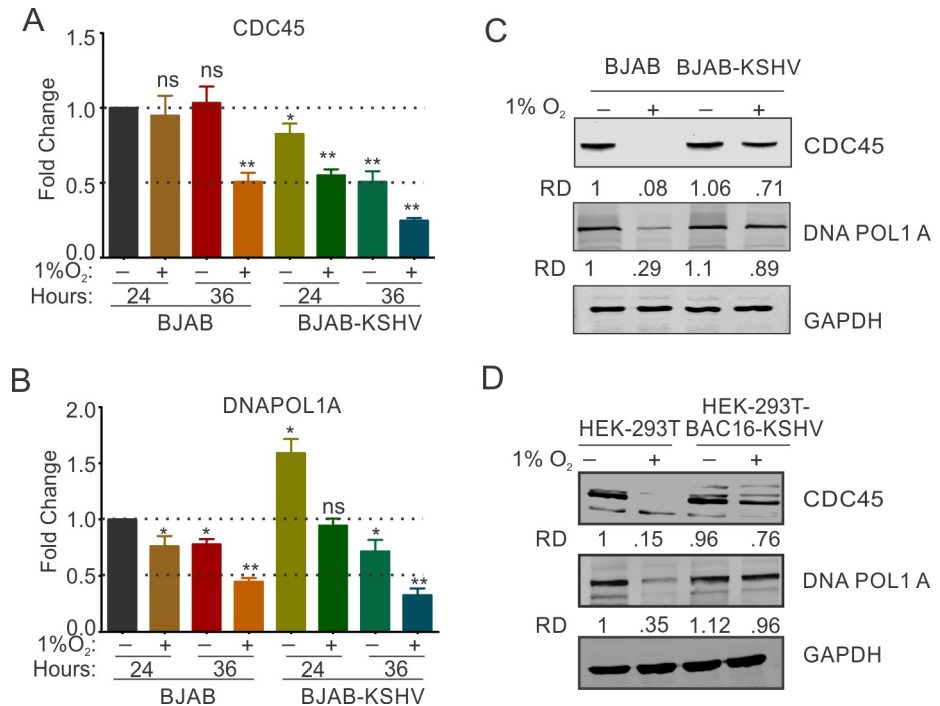 A
CDC45
Fold Change
1.5
1.0
0.5
0.0
ns
ns
**
*
**
**
**
1%O2: – + – + – + – +
Hours: 24 36 24 36
BJAB BJAB-KSHV
B
DNAPOL1A
Fold Change
2.0
1.5
1.0
0.5
0.0
*
*
**
*
ns
*
**
1%O2: – + – + – + – +
Hours: 24 36 24 36
BJAB BJAB-KSHV
C
BJAB BJAB-KSHV
1% O2 – + – +
CDC45
RD 1 .08 1.06 .71
DNA POL1 A
RD 1 .29 1.1 .89
GAPDH
D
HEK-293T HEK-293T-
BAC16-KSHV
1% O2 – + – +
CDC45
RD 1 .15 .96 .76
DNA POL1 A
RD 1 .35 1.12 .96
GAPDH